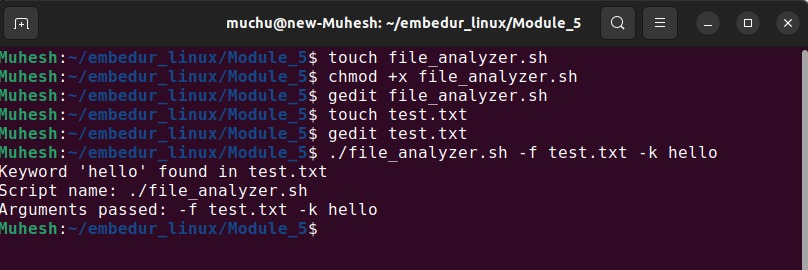 muchu@new-Muhesh: ~/embedur_linux/Module_5
Muhesh:~/embedur_linux/Module_5$ touch file_analyzer.sh
Muhesh:~/embedur_linux/Module_5$ chmod +x file_analyzer.sh
Muhesh:~/embedur_linux/Module_5$ gedit file_analyzer.sh
Muhesh:~/embedur_linux/Module_5$ touch test.txt
Muhesh:~/embedur_linux/Module_5$ gedit test.txt
Muhesh:~/embedur_linux/Module_5$ ./file_analyzer.sh -f test.txt -k hello
Keyword 'hello' found in test.txt
Script name: ./file_analyzer.sh
Arguments passed: -f test.txt -k hello
Muhesh:~/embedur_linux/Module_5$